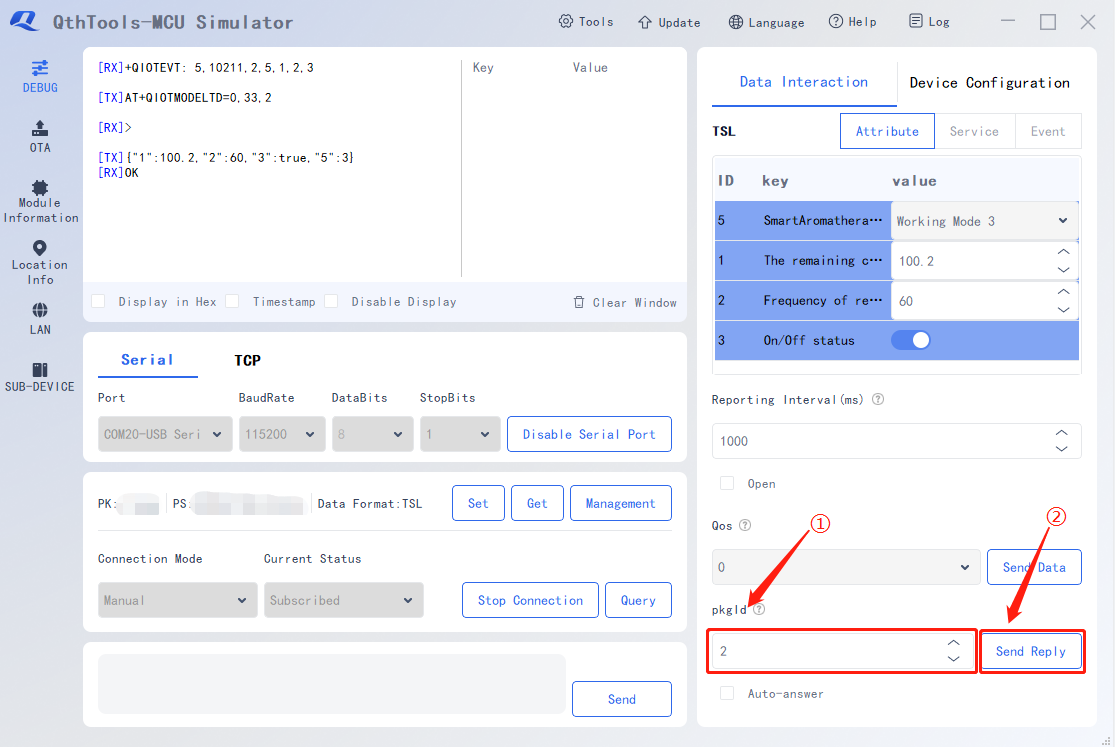 QthTools-MCU Simulator
Tools Update Language Help Log
DEBUG
OTA
Module
Information
Location
Info
LAN
SUB-DEVICE
[RX]+QIOTEVT: 5,10211,2,5,1,2,3
[TX]AT+QIOTMODELTD=0,33,2
[RX]>
[TX]{"1":100.2,"2":60,"3":true,"5":3}
[RX]OK
Key Value
Display in Hex Timestamp Disable Display Clear Window
Serial TCP
Port BaudRate DataBits StopBits
COM20-USB Seri 115200 8 1 Disable Serial Port
PK: PS: Data Format:TSL Set Get Management
Connection Mode Current Status
Manual Subscribed Stop Connection Query
Send
Data Interaction Device Configuration
TSL Attribute Service Event
ID key value
5 SmartAromathera··· Working Mode 3
1 The remaining c··· 100.2
2 Frequency of re··· 60
3 On/Off status
Reporting Interval(ms) ?
1000
Open
Qos ? ① ②
0 Send Data
pkgId ?
2 Send Reply
Auto-answer